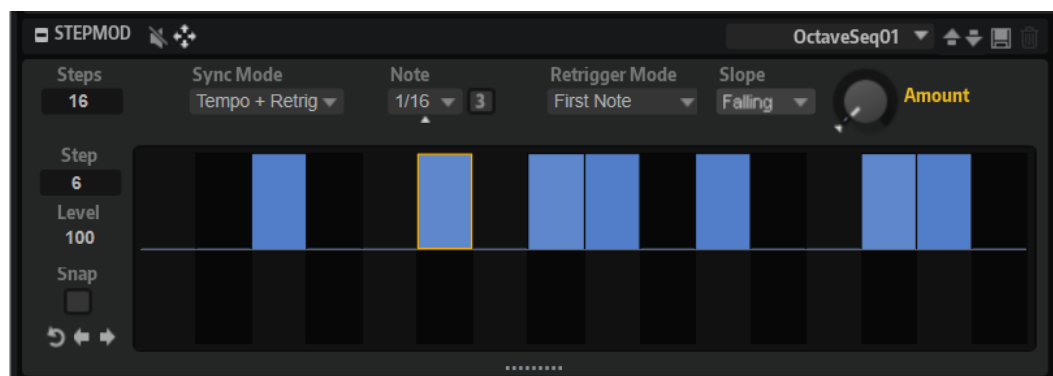 STEPMOD OctaveSeq01
Steps Sync Mode Note Retrigger Mode Slope
16 Tempo + Retrig 1/16 3 First Note Falling Amount
Step
6
Level
100
Snap